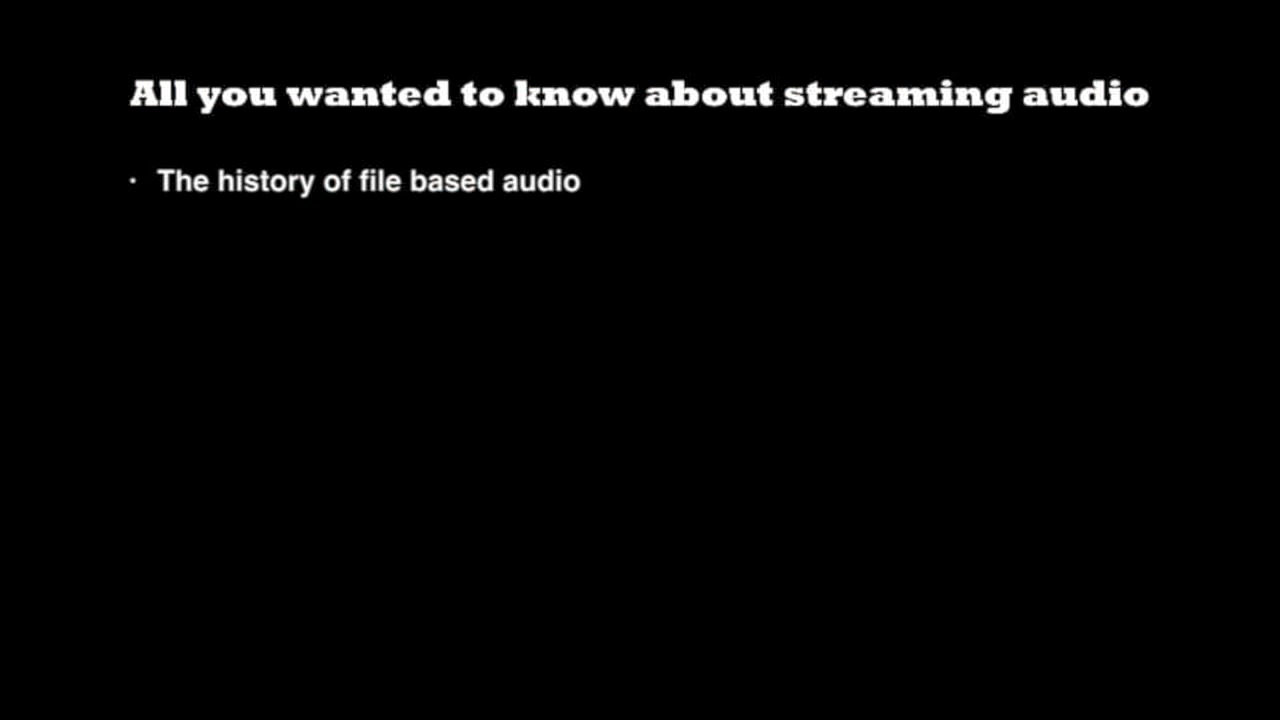 All you wanted to know about streaming audio
· The history of file based audio